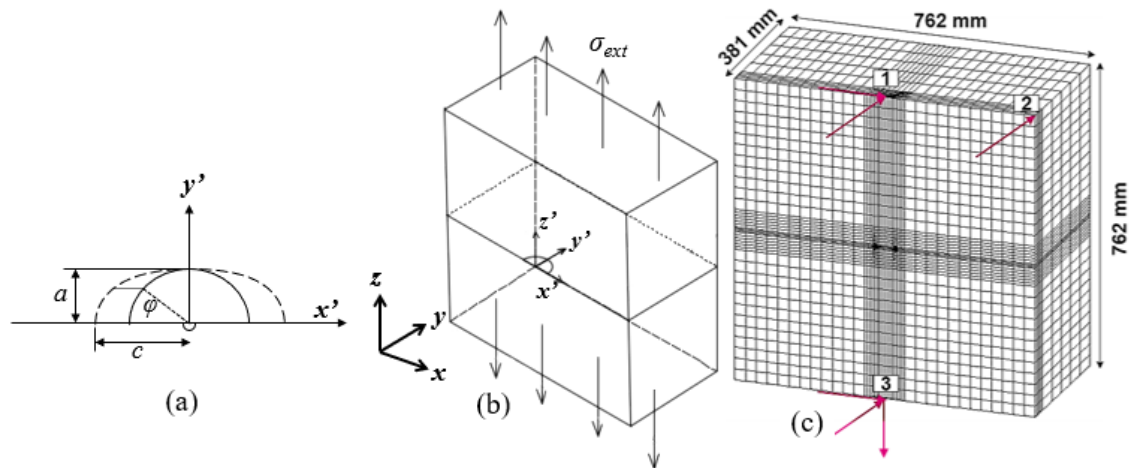 y’
a
φ
x’
c
(a)
σext
z’
y’
x’
z
y
x
(b)
381 mm
762 mm
1
2
762 mm
3
(c)